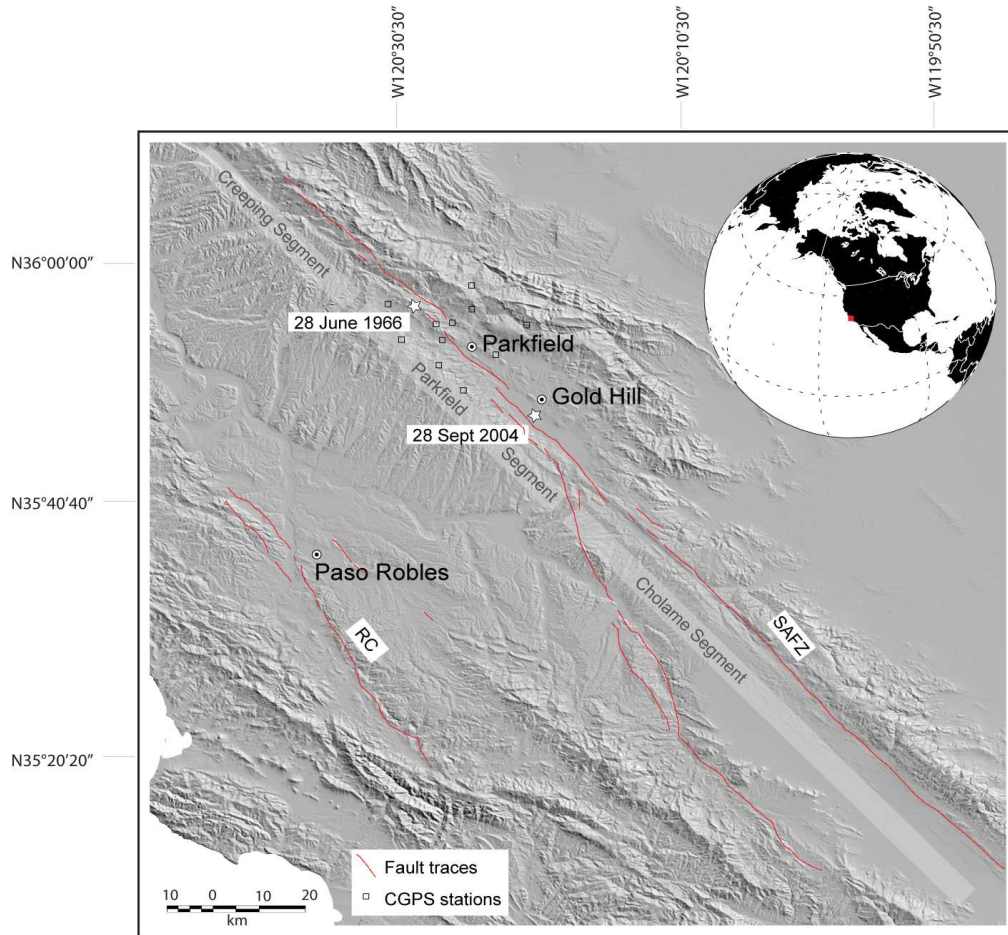 W120°30'30"
W120°10'30"
W119°50'30"
N36°00'00"
N35°40'40"
N35°20'20"
Creeping Segment
28 June 1966
Parkfield
Gold Hill
Parkfield Segment
28 Sept 2004
Paso Robles
RC
Cholame Segment
SAFZ
Fault traces
CGPS stations
10 0 10 20
km